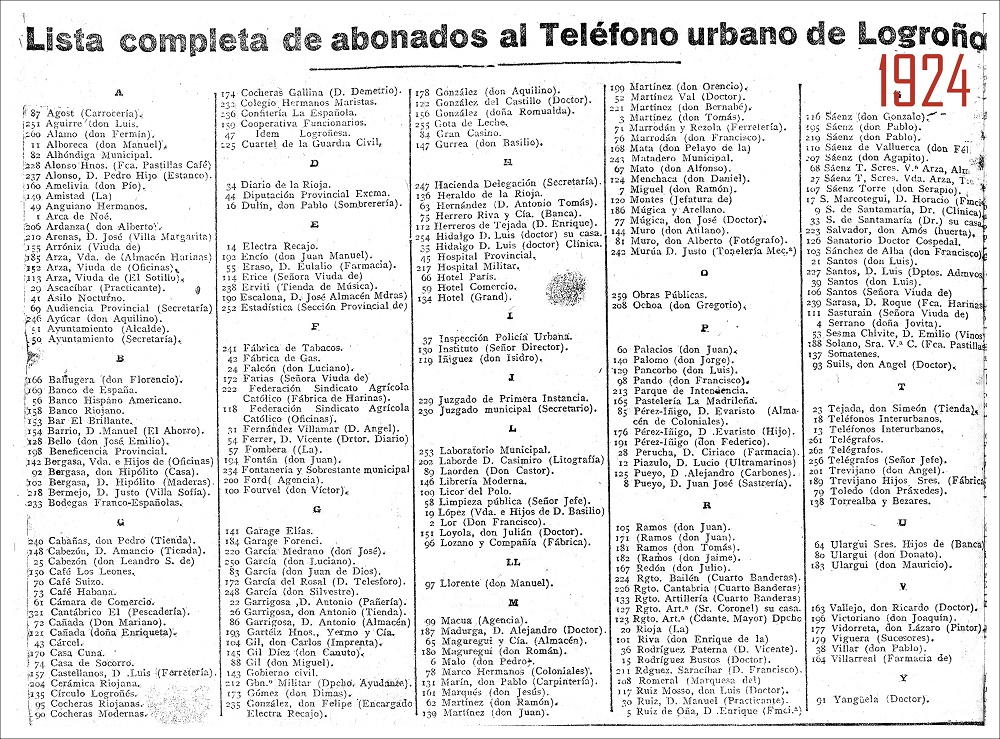 Lista completa de abonados al Teléfono urbano de Logroño
1924
A
87 Agost (Carrocería).
251 Aguirre (don Luis.
200 Alamo (don Fermín).
11 Alboreca (don Manuel).
82 Alhóndiga Municipal.
228 Alonso Hnos. (Fca. Pastillas Café)
237 Alonso, D. Pedro Hijo (Estanco).
160 Amelivia (don Pío).
149 Amistad (La)
49 Anguiano Hermanos.
1 Arca de Noé.
206 Ardanza (don Alberto).
210 Arenas, D. José (Villa Margarita)
155 Arróniz (Viuda de)
185 Arza, Vda. de (Almacén Harinas)
152 Arza, Viuda de (Oficinas)
113 Arza, Viuda de (El Sotillo)
29 Ascacíbar (Practicante).
41 Asilo Nocturno.
69 Audiencia Provincial (Secretaría)
246 Ayúcar (don Aquilino).
51 Ayuntamiento (Alcalde).
50 Ayuntamiento (Secretaría).
B
166 Bañugera (don Florencio).
169 Banco de España.
56 Banco Hispano Americano.
158 Banco Riojano.
153 Bar El Brillante.
154 Barrio, D. Manuel (El Ahorro)
128 Bello (don José Emilio).
198 Beneficencia Provincial.
142 Bergasa, Vda. e Hijos de (Oficinas)
92 Bergasa, don Hipólito (Casa).
102 Bergasa, D. Hipólito (Maderas)
218 Bermejo, D. Justo (Villa Sofía).
233 Bodegas Franco-Españolas.
C
240 Cabañas, don Pedro (Tienda).
148 Cabezón, D. Amancio (Tienda).
25 Cabezón (don Leandro S. de)
150 Café Los Leones.
70 Café Suizo.
73 Café Habana.
61 Cámara de Comercio.
321 Cantábrico El (Pescadería).
72 Cañada (Don Mariano).
121 Cañada (doña Enriqueta).
43 Cárcel.
170 Casa Cuna.
74 Casa de Socorro.
157 Castellanos, D .Luis (Ferretería).
204 Cerámica Riojana.
135 Círculo Logroñés.
95 Cocheras Riojanas.
90 Cocheras Modernas.
174 Cocheras Gallina (D. Demetrio).
232 Colegio Hermanos Maristas.
236 Confitería La Española.
159 Cooperativa Funcionarios.
47 Idem Logroñesa.
225 Cuartel de la Guardia Civil.
D
34 Diario de la Rioja.
44 Diputación Provincial Excma.
16 Dulín, don Pablo (Sombrerería).
E
14 Electra Recajo.
192 Encío (don Juan Manuel).
55 Eraso, D. Eulalio (Farmacia).
114 Erice (Señora Viuda de)
238 Erviti (Tienda de Música).
190 Escalona, D. José Almacén Mdras)
252 Estadística (Sección Provincial de)
F
241 Fábrica de Tabacos.
42 Fábrica de Gas.
24 Falcón (don Luciano).
172 Farias (Señora Viuda de)
222 Federación Sindicato Agrícola
Católico (Fábrica de Harinas).
118 Federación Sindicato Agrícola
Católico (Oficinas).
31 Fernández Villamar (D. Angel).
54 Ferrer, D. Vicente (Drtor. Diario)
57 Fombera ((La).
194 Fontán (don Juan).
234 Fontanería y Sobrestante municipal
200 Ford( Agencia).
100 Fourvel (don Víctor).
G
141 Garage Elías.
184 Garage Forenci.
220 García Medrano (don José).
250 García (don Luciano).
83 García (don Juan de Dios).
172 García del Rosal (D. Telesforo).
248 García (don Silvestre).
22 Garrigosa ,D. Antonio (Pañería).
26 Garrigosa, don Antonio (Tienda).
86 Garrigosa, D. Antonio (Almacén)
193 Gartéiz Hnos., Yermo y Cía.
104 Gil, don Carlos (Imprenta).
145 Gil Díez (don Canuto).
88 Gil (don Miguel).
143 Gobierno civil.
212 Gbnº. Militar (Dpcho. Ayudante).
173 Gómez (don Dimas).
235 González, don Felipe (Encargado
Electra Recajo).
178 González (don Aquilino).
122 González del Castillo (Doctor).
156 González (doña Romualda).
255 Gota de Leche.
84 Gran Casino.
147 Gurrea (don Basilio).
H
247 Hacienda Delegación (Secretaría).
136 Heraldo de la Rioja.
63 Hernández (D. Antonio Tomás).
75 Herrero Riva y Cía. (Banca).
112 Herreros de Tejada (D. Enrique).
254 Hidalgo D. Luis (doctor) su casa.
35 Hidalgo D. Luis (doctor) Clínica.
45 Hospital Provincial.
217 Hospital Militar.
66 Hotel París.
59 Hotel Comercio.
134 Hotel (Grand).
I
37 Inspección Policía Urbana.
130 Instituto (Señor Director).
119 Iñiguez (don Isidro).
J
229 Juzgado de Primera Instancia.
230 Juzgado municipal (Secretario).
L
253 Laboratorio Municipal.
202 Laborde D. Casimiro (Litografía)
89 Laorden (Don Castor).
146 Librería Moderna.
109 Licor del Polo.
58 Limpieza pública (Señor Jefe).
19 López (Vda. e Hijos de D. Basilio)
2 Lor (Don Francisco).
151 Loyola, don Julián (Doctor).
96 Lozano y Compañía (Fábrica).
LL
97 Llorente (don Manuel).
M
99 Macua (Agencia).
187 Madurga, D. Alejandro (Doctor).
65 Maguregui y Cía. (Almacén).
180 Maguregui (don Román).
6 Malo (don Pedro).
78 Marco Hermanos (Coloniales).
131 Marín, don Pablo (Carpintería).
161 Marqués (don Jesús).
62 Martínez (don Ramón).
139 Martínez (don Juan).
199 Martínez (don Orencio).
52 Martínez Val (Doctor).
221 Martínez (don Bernabé).
3 Martínez (don Tomás).
71 Marrodán y Rezola (Ferretería).
76 Marrodán (don Francisco).
168 Mata (don Pelayo de la)
243 Matadero Municipal.
67 Mato (don Alfonso).
124 Menchaca (don Daniel).
7 Miguel (don Ramón).
120 Montes (Jefatura de)
186 Múgica y Arellano.
77 Múgica, don José (Doctor).
144 Muro (don Atilano).
81 Muro, don Alberto (Fotógrafo).
242 Murúa D. Justo (Tonelería Mec.ª)
O
259 Obras Públicas.
208 Ochoa (don Gregorio).
P
60 Palacios (don Juan).
140 Palomo (don Jorge).
129 Pancorbo (don Luis).
98 Pando (don Francisco).
213 Parque de Intendencia.
165 Pastelería La Madrileña.
85 Pérez-Iñigo, D. Evaristo (Alma-
cén de Coloniales).
176 Pérez-Iñigo, D .Evaristo (Hijo).
191 Pérez-Iñigo (don Federico).
28 Perucha, D. Ciriaco (Farmacia).
12 Piazulo, D. Lucio (Ultramarinos)
125 Pueyo, D .Alejandro (Calderería)
8 Pueyo, D. Juan José (Sastrería).
R
105 Ramos (don Juan).
171 (Ramos (don Juan).
181 Ramos (don Tomás).
182 (Ramos (don Jaime).
167 Redón (don Julio).
224 Rgto. Bailén (Cuarto Banderas)
226 Rgto. Cantabria (Cuarto Banderas)
133 Rgto. Artillería (Cuarto Banderas)
127 Rgto. Art.ª (Sr. Coronel) su casa.
123 Rgto. Art.ª (Cdante. Mayor) Dpcho
20 Rioja (La)
101 Riva (don Enrique de la)
36 Rodríguez Paterna (D. Vicente).
15 Rodríguez Bustos (Doctor).
211 Rdguez. Saracíbar (D. Francisco).
108 Romeral (Marquesa del)
117 Ruiz Mosso, don Luis (Doctor).
30 Ruiz, D. Manuel (Practicante).
5 Ruiz de Oña, D .Enrique (Fmci.ª)
116 Sáenz (don Gonzalo).
195 Sáenz (don Pablo).
219 Sáenz (don Pablo).
110 Sáenz de Valluerca (don Fél
207 Sáenz (don Agapito).
68 Sáenz T. Scres. V.ª Arza, Alm
27 Sáenz T. Scres. Vda. Arza, T
107 Sáenz Torre (don Serapio).
17 S. Marcotegui, D. Horacio (Fmci
9 S. de Santamaría, Dr. (Clínica)
33 S. de Santamaría (Dr.) su casa
223 Salvador, don Amós (huerta).
126 Sanatorio Doctor Cospedal.
103 Sánchez de Alba (don Francisco)
21 Santos (don Luis).
227 Santos, D. Luis (Dptos. Admvos
39 Santos (don Luis).
106 Santos (Señora Viuda de)
239 Sarasa, D. Roque (Fca. Harinas
111 Sasturain (Señora Viuda de)
4 Serrano (doña Jovita).
53 Sesma Chivite, D. Emilio (Vinos
188 Solano, Sra. V.ª C. (Fca. Pastillas
137 Somatenes.
93 Suils, don Angel (Doctor).
T
23 Tejada, don Simeón (Tienda).
18 Teléfonos Interurbanos.
13 Teléfonos Interurbanos.
261 Telégrafos.
262 Telégrafos.
256 Telégrafos (Señor Jefe).
201 Trevijano (don Angel).
189 Trevijano Hijos Sres. (Fábrica
79 Toledo (don Práxedes).
138 Torrealba y Bezares.
U
64 Ulargui Sres. Hijos de (Banca)
80 Ulargui (don Donato).
183 Ulargui (don Mauricio).
V
163 Vallejo, don Ricardo (Doctor).
196 Victoriano (don Joaquín).
177 Vidorreta, don Lázaro (Pintor)
179 Viguera (Sucesores).
38 Villar (don Pablo).
164 Villarreal (Farmacia de)
Y
91 Yangüela (Doctor).